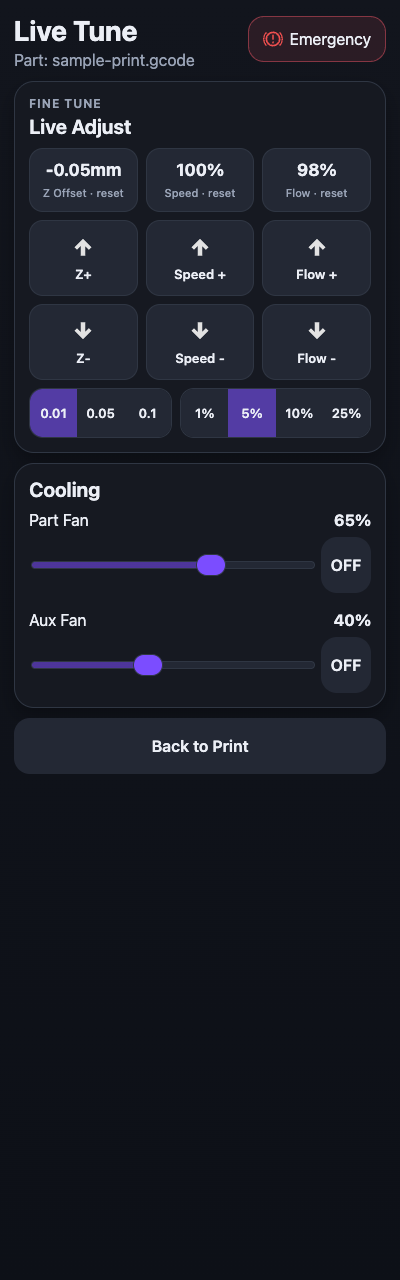 Live Tune
Part: sample-print.gcode
Emergency
FINE TUNE
Live Adjust
-0.05mm 100% 98%
Z Offset · reset Speed · reset Flow · reset
Z+ Speed + Flow +
Z- Speed - Flow -
0.01 0.05 0.1 1% 5% 10% 25%
Cooling
Part Fan 65%
OFF
Aux Fan 40%
OFF
Back to Print